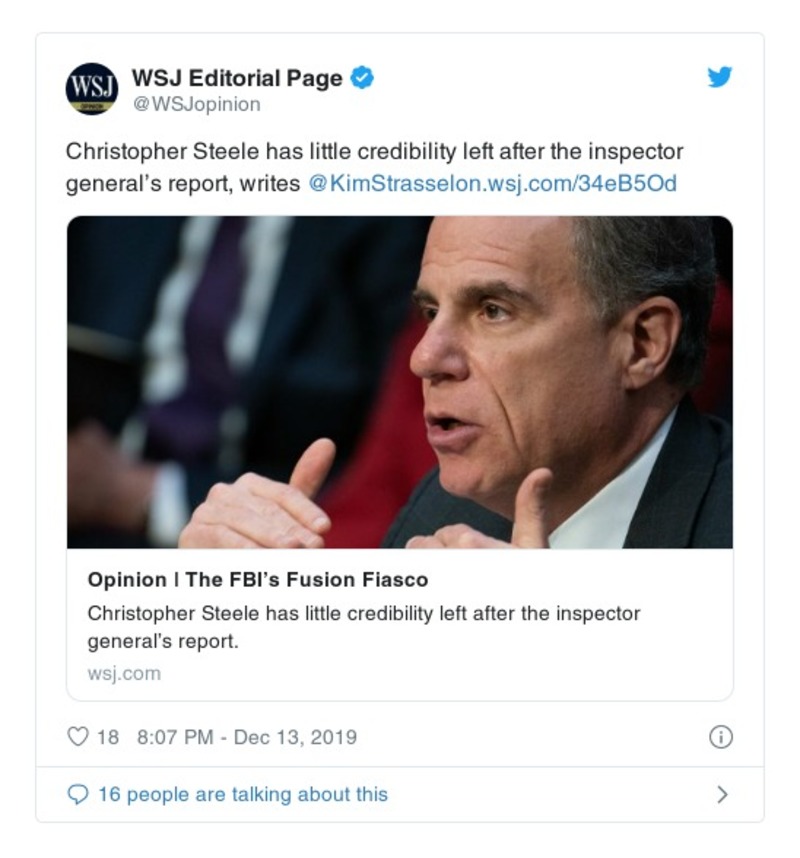 WSJ
OPINION
WSJ Editorial Page
@WSJopinion
Christopher Steele has little credibility left after the inspector
general's report, writes @KimStrasselon.wsj.com/34eB5Od
Opinion | The FBI's Fusion Fiasco
Christopher Steele has little credibility left after the inspector
general's report.
wsj.com
18 8:07 PM - Dec 13, 2019
16 people are talking about this